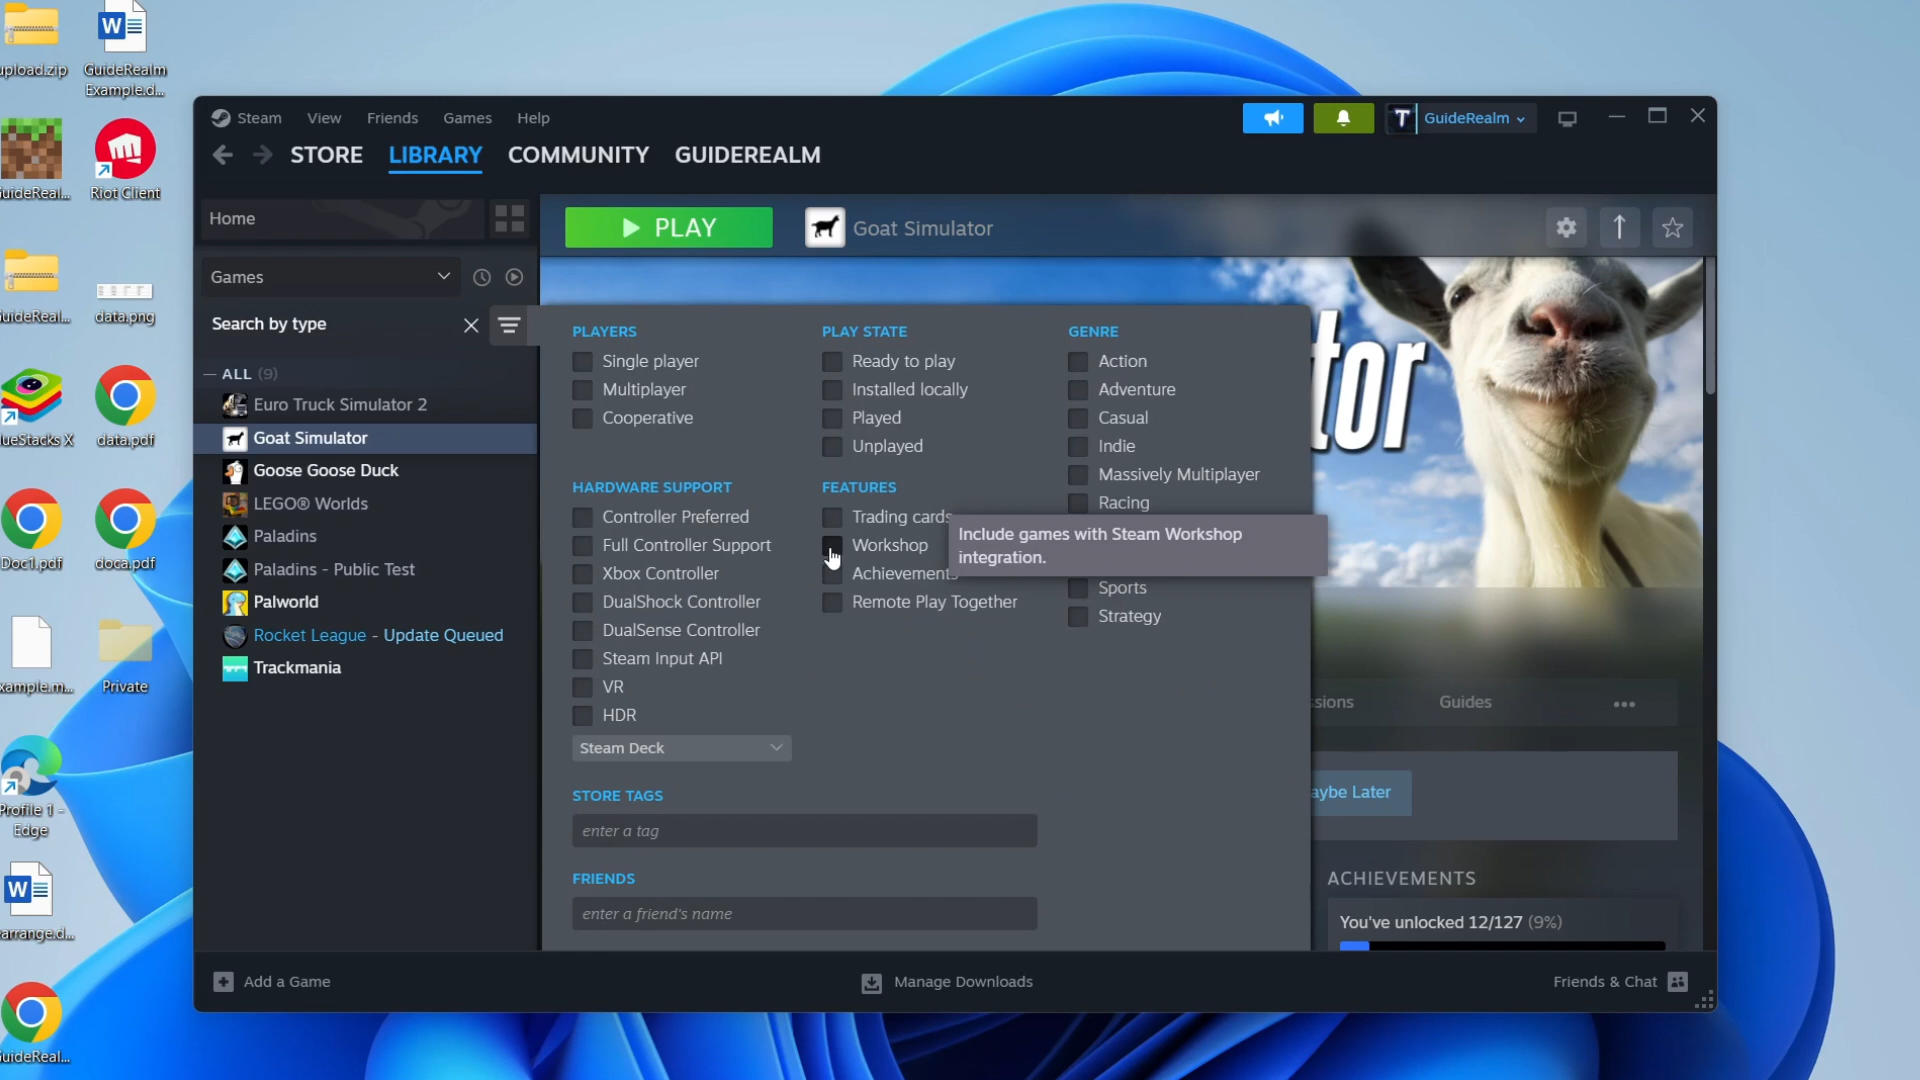 upload.zip
GuideRealm
Example.d...
GuideReal...
Riot Client
GuideReal...
data.png
BlueStacks X
data.pdf
Doc1.pdf
doca.pdf
example.m...
Private
Profile 1 -
Edge
W
arrange.d...
GuideReal...
Steam
View
Friends
Games
Help
T
GuideRealm
STORE
LIBRARY
COMMUNITY
GUIDEREALM
Home
PLAY
Goat Simulator
Games
Search by type
— ALL (9)
Euro Truck Simulator 2
Goat Simulator
Goose Goose Duck
LEGO® Worlds
Paladins
Paladins - Public Test
Palworld
Rocket League - Update Queued
Trackmania
PLAYERS
Single player
Multiplayer
Cooperative
HARDWARE SUPPORT
Controller Preferred
Full Controller Support
Xbox Controller
DualShock Controller
DualSense Controller
Steam Input API
VR
HDR
Steam Deck
PLAY STATE
Ready to play
Installed locally
Played
Unplayed
FEATURES
Trading cards
Workshop
Achievements
Remote Play Together
GENRE
Action
Adventure
Casual
Indie
Massively Multiplayer
Racing
Include games with Steam Workshop
integration.
Sports
Strategy
STORE TAGS
enter a tag
FRIENDS
enter a friend's name
tor
ssions
Guides
aybe Later
ACHIEVEMENTS
You've unlocked 12/127 (9%)
Add a Game
Manage Downloads
Friends & Chat